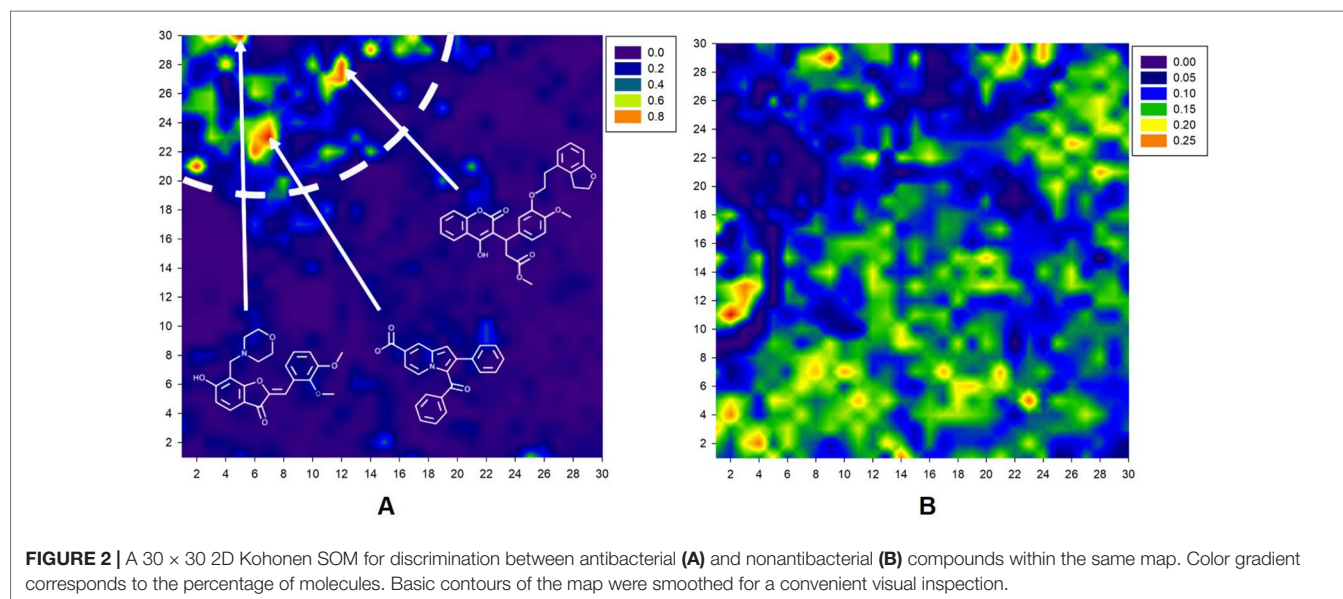 30
28
26
24
22
20
18
16
14
12
10
8
6
4
2
2 4 6 8 10 12 14 16 18 20 22 24 26 28 30
0.0
0.2
0.4
0.6
0.8
O
O
O
O
OH
O
O
O
O
N
HO
O
O
O
O
O
O
N
O
A
30
28
26
24
22
20
18
16
14
12
10
8
6
4
2
2 4 6 8 10 12 14 16 18 20 22 24 26 28 30
0.00
0.05
0.10
0.15
0.20
0.25
B
FIGURE 2 | A 30 × 30 2D Kohonen SOM for discrimination between antibacterial (A) and nonantibacterial (B) compounds within the same map. Color gradient
corresponds to the percentage of molecules. Basic contours of the map were smoothed for a convenient visual inspection.